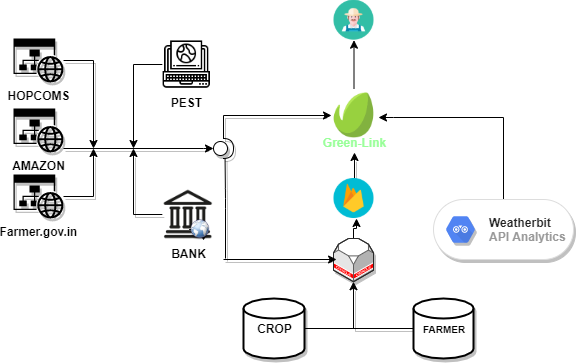 HOPCOMS
PEST
AMAZON
Green-Link
Farmer.gov.in
BANK
Weatherbit
API Analytics
CROP
FARMER